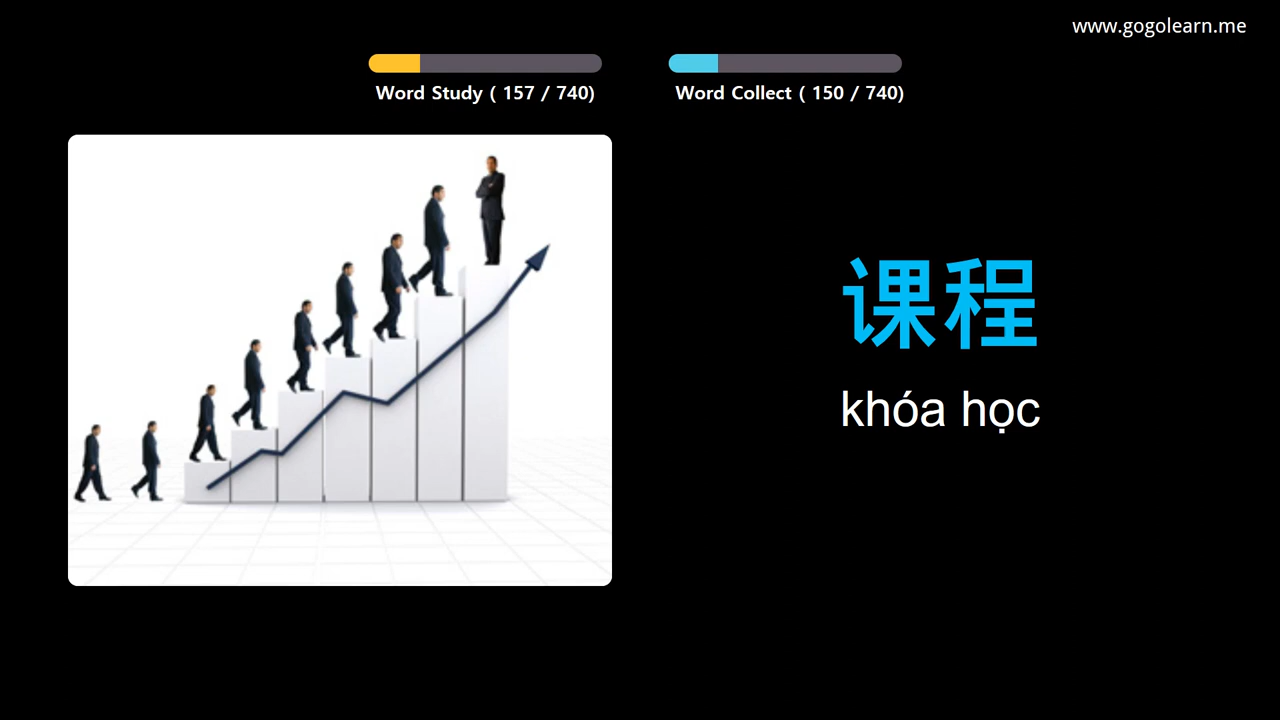 www.gogolearn.me
Word Study ( 157 / 740)
Word Collect ( 150 / 740)
课程
khóa học